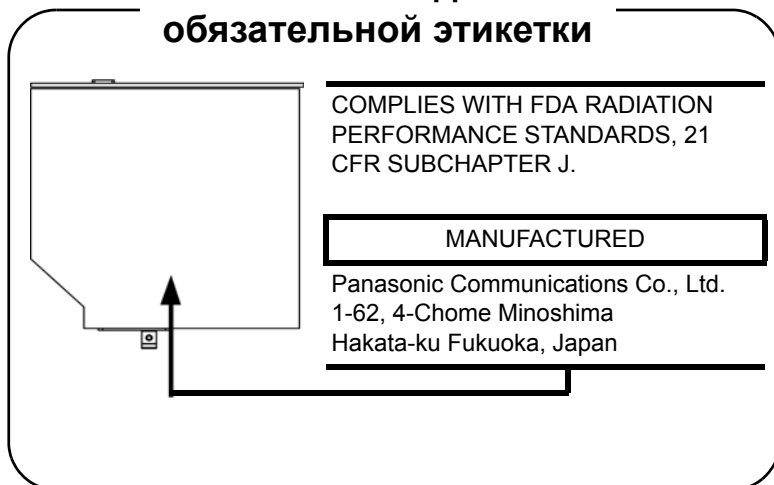 обязательной этикетки
COMPLIES WITH FDA RADIATION
PERFORMANCE STANDARDS, 21
CFR SUBCHAPTER J.
MANUFACTURED
Panasonic Communications Co., Ltd.
1-62, 4-Chome Minoshima
Hakata-ku Fukuoka, Japan